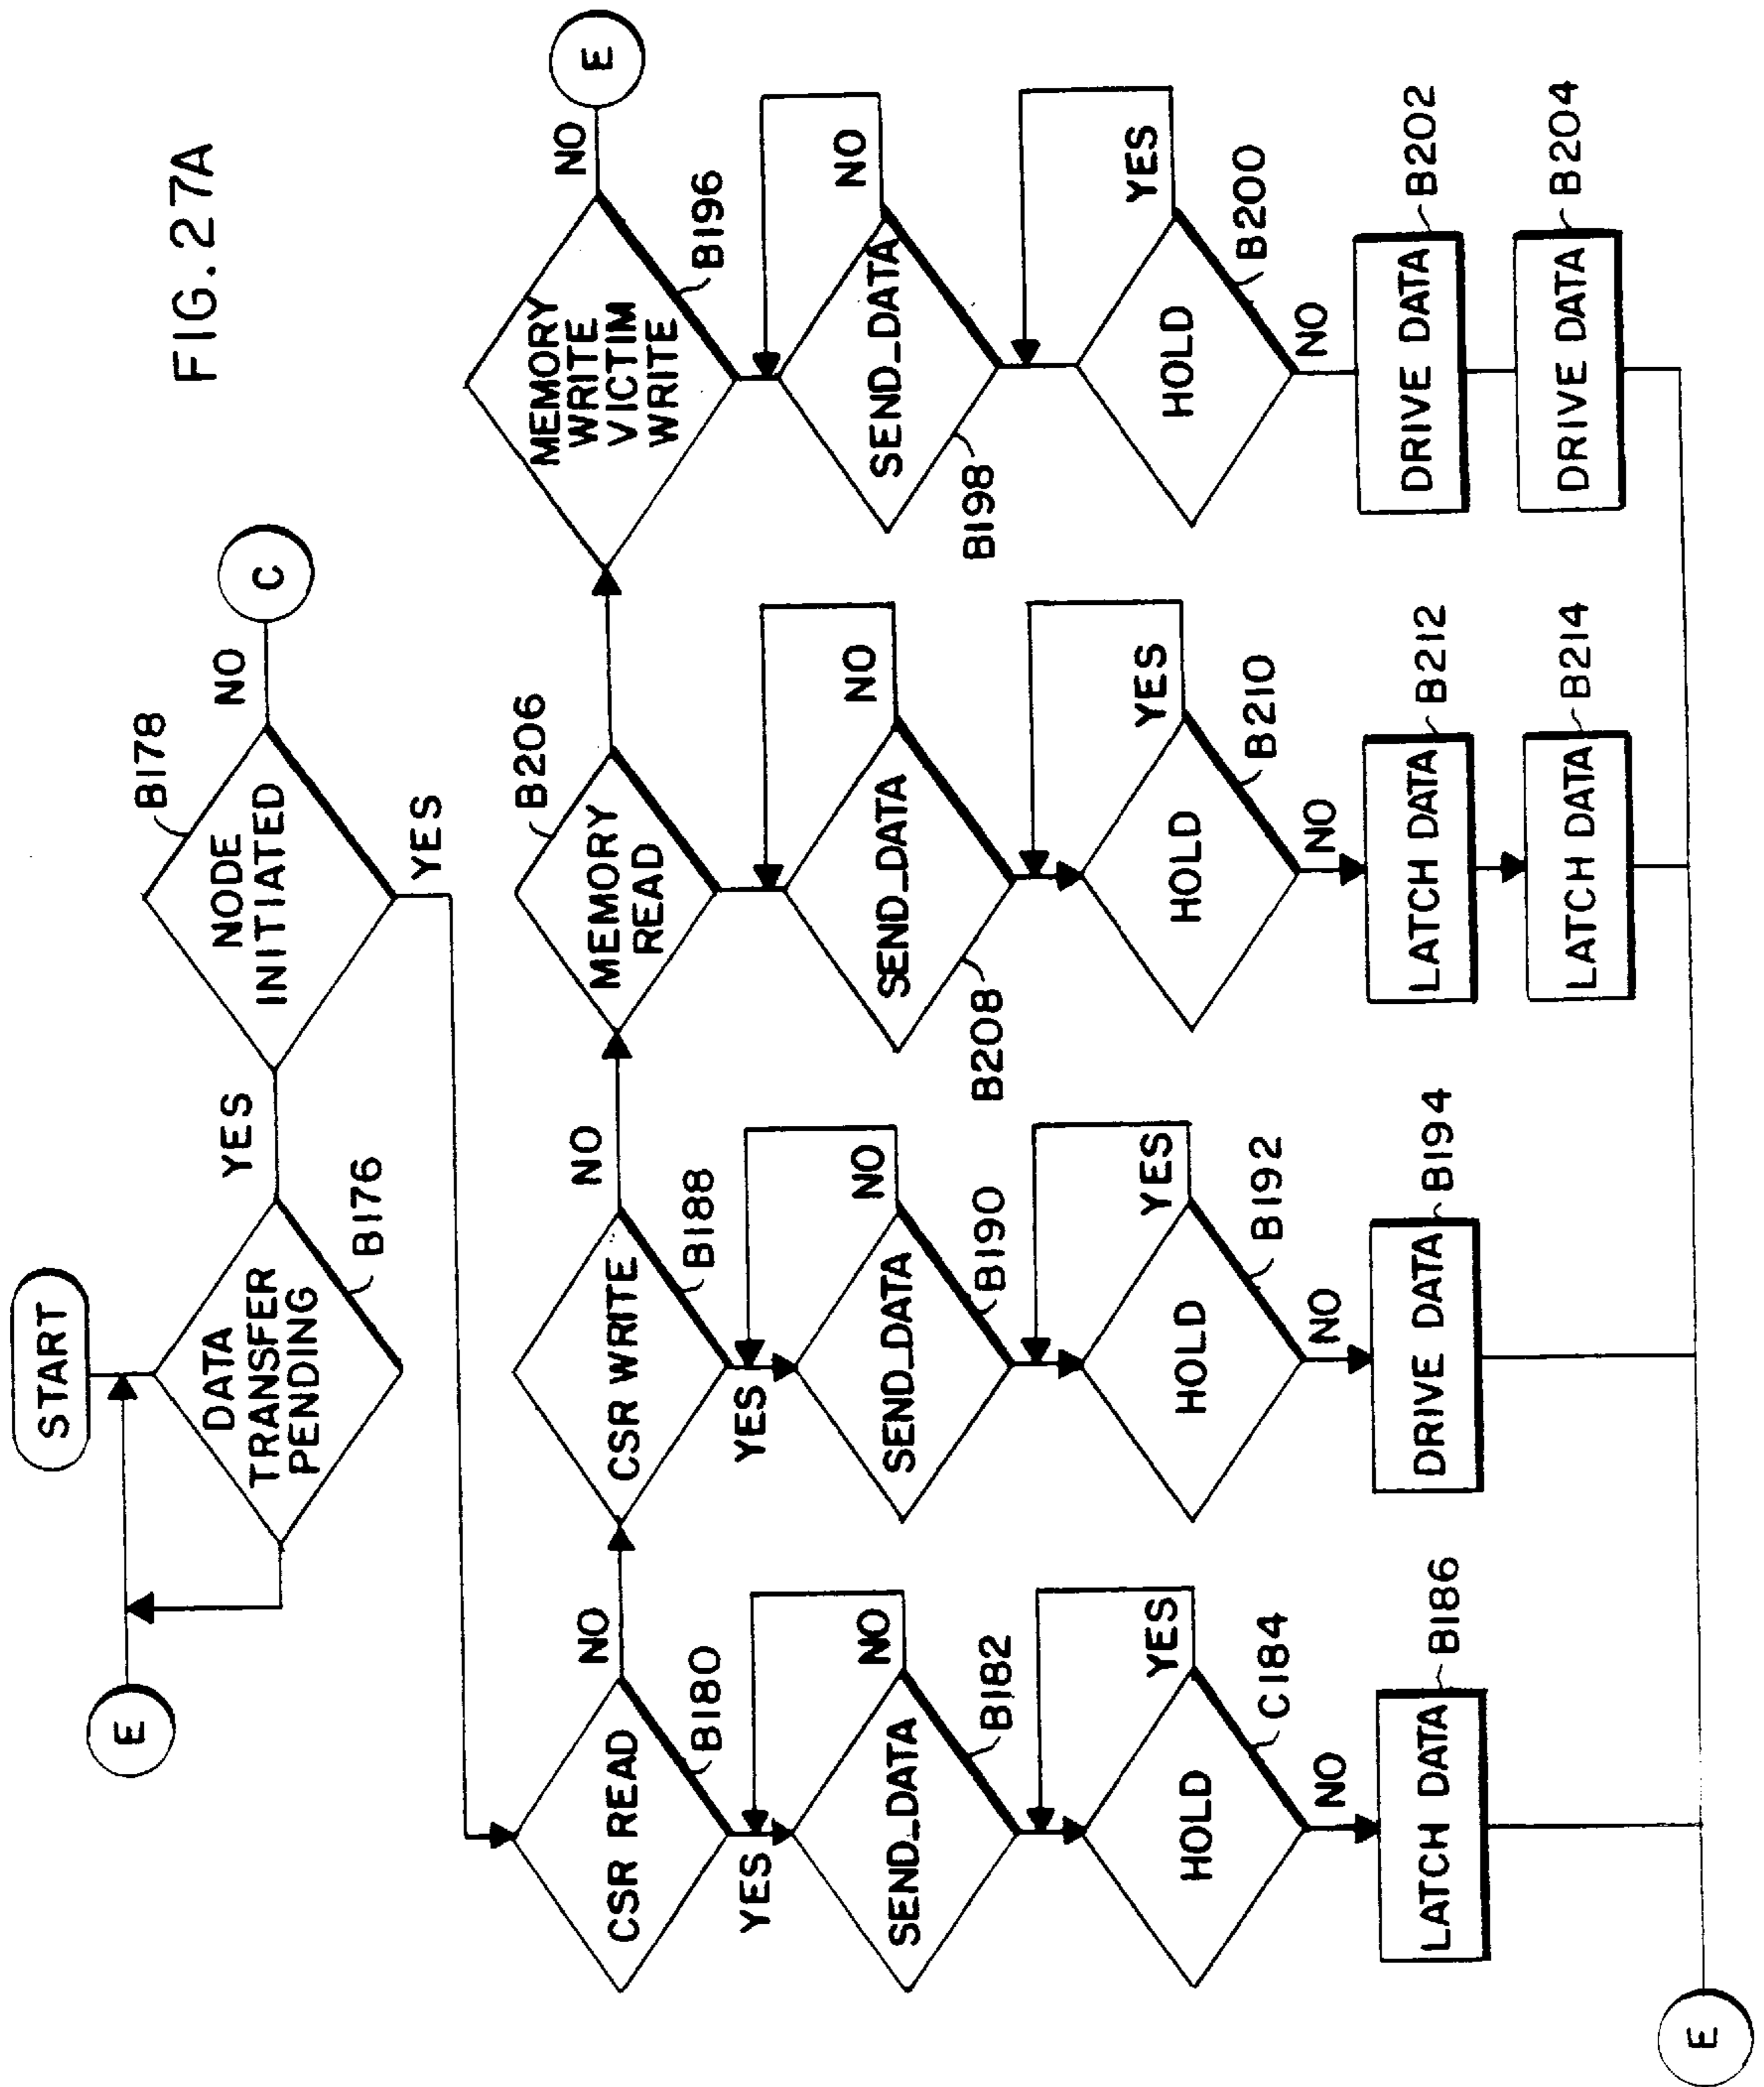 FIG. 27A
START
E
DATA
TRANSFER
PENDING
B176
YES
NODE
INITIATED
B178
NO
C
YES
CSR READ
B180
NO
CSR WRITE
B188
NO
MEMORY
READ
B206
MEMORY
WRITE
VICTIM
WRITE
B196
NO
E
YES
SEND_DATA
NO
B182
YES
SEND_DATA
NO
B190
SEND_DATA
NO
B208
SEND_DATA
NO
B198
HOLD
YES
C184
NO
HOLD
YES
B192
NO
HOLD
YES
B210
NO
HOLD
YES
B200
NO
LATCH DATA
B186
DRIVE DATA
B194
LATCH DATA
B212
DRIVE DATA
B202
LATCH DATA
B214
DRIVE DATA
B204
E